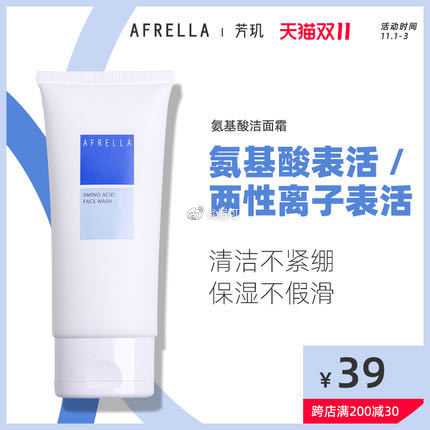 AFRELLA | 芳玑 天猫双11 活动时间
11.1-3
AFRELLA
AMINO ACID
FACE WASH
氨基酸洁面霜
氨基酸表活 /
两性离子表活
清洁不紧绷
保湿不假滑
¥39
跨店满200减30